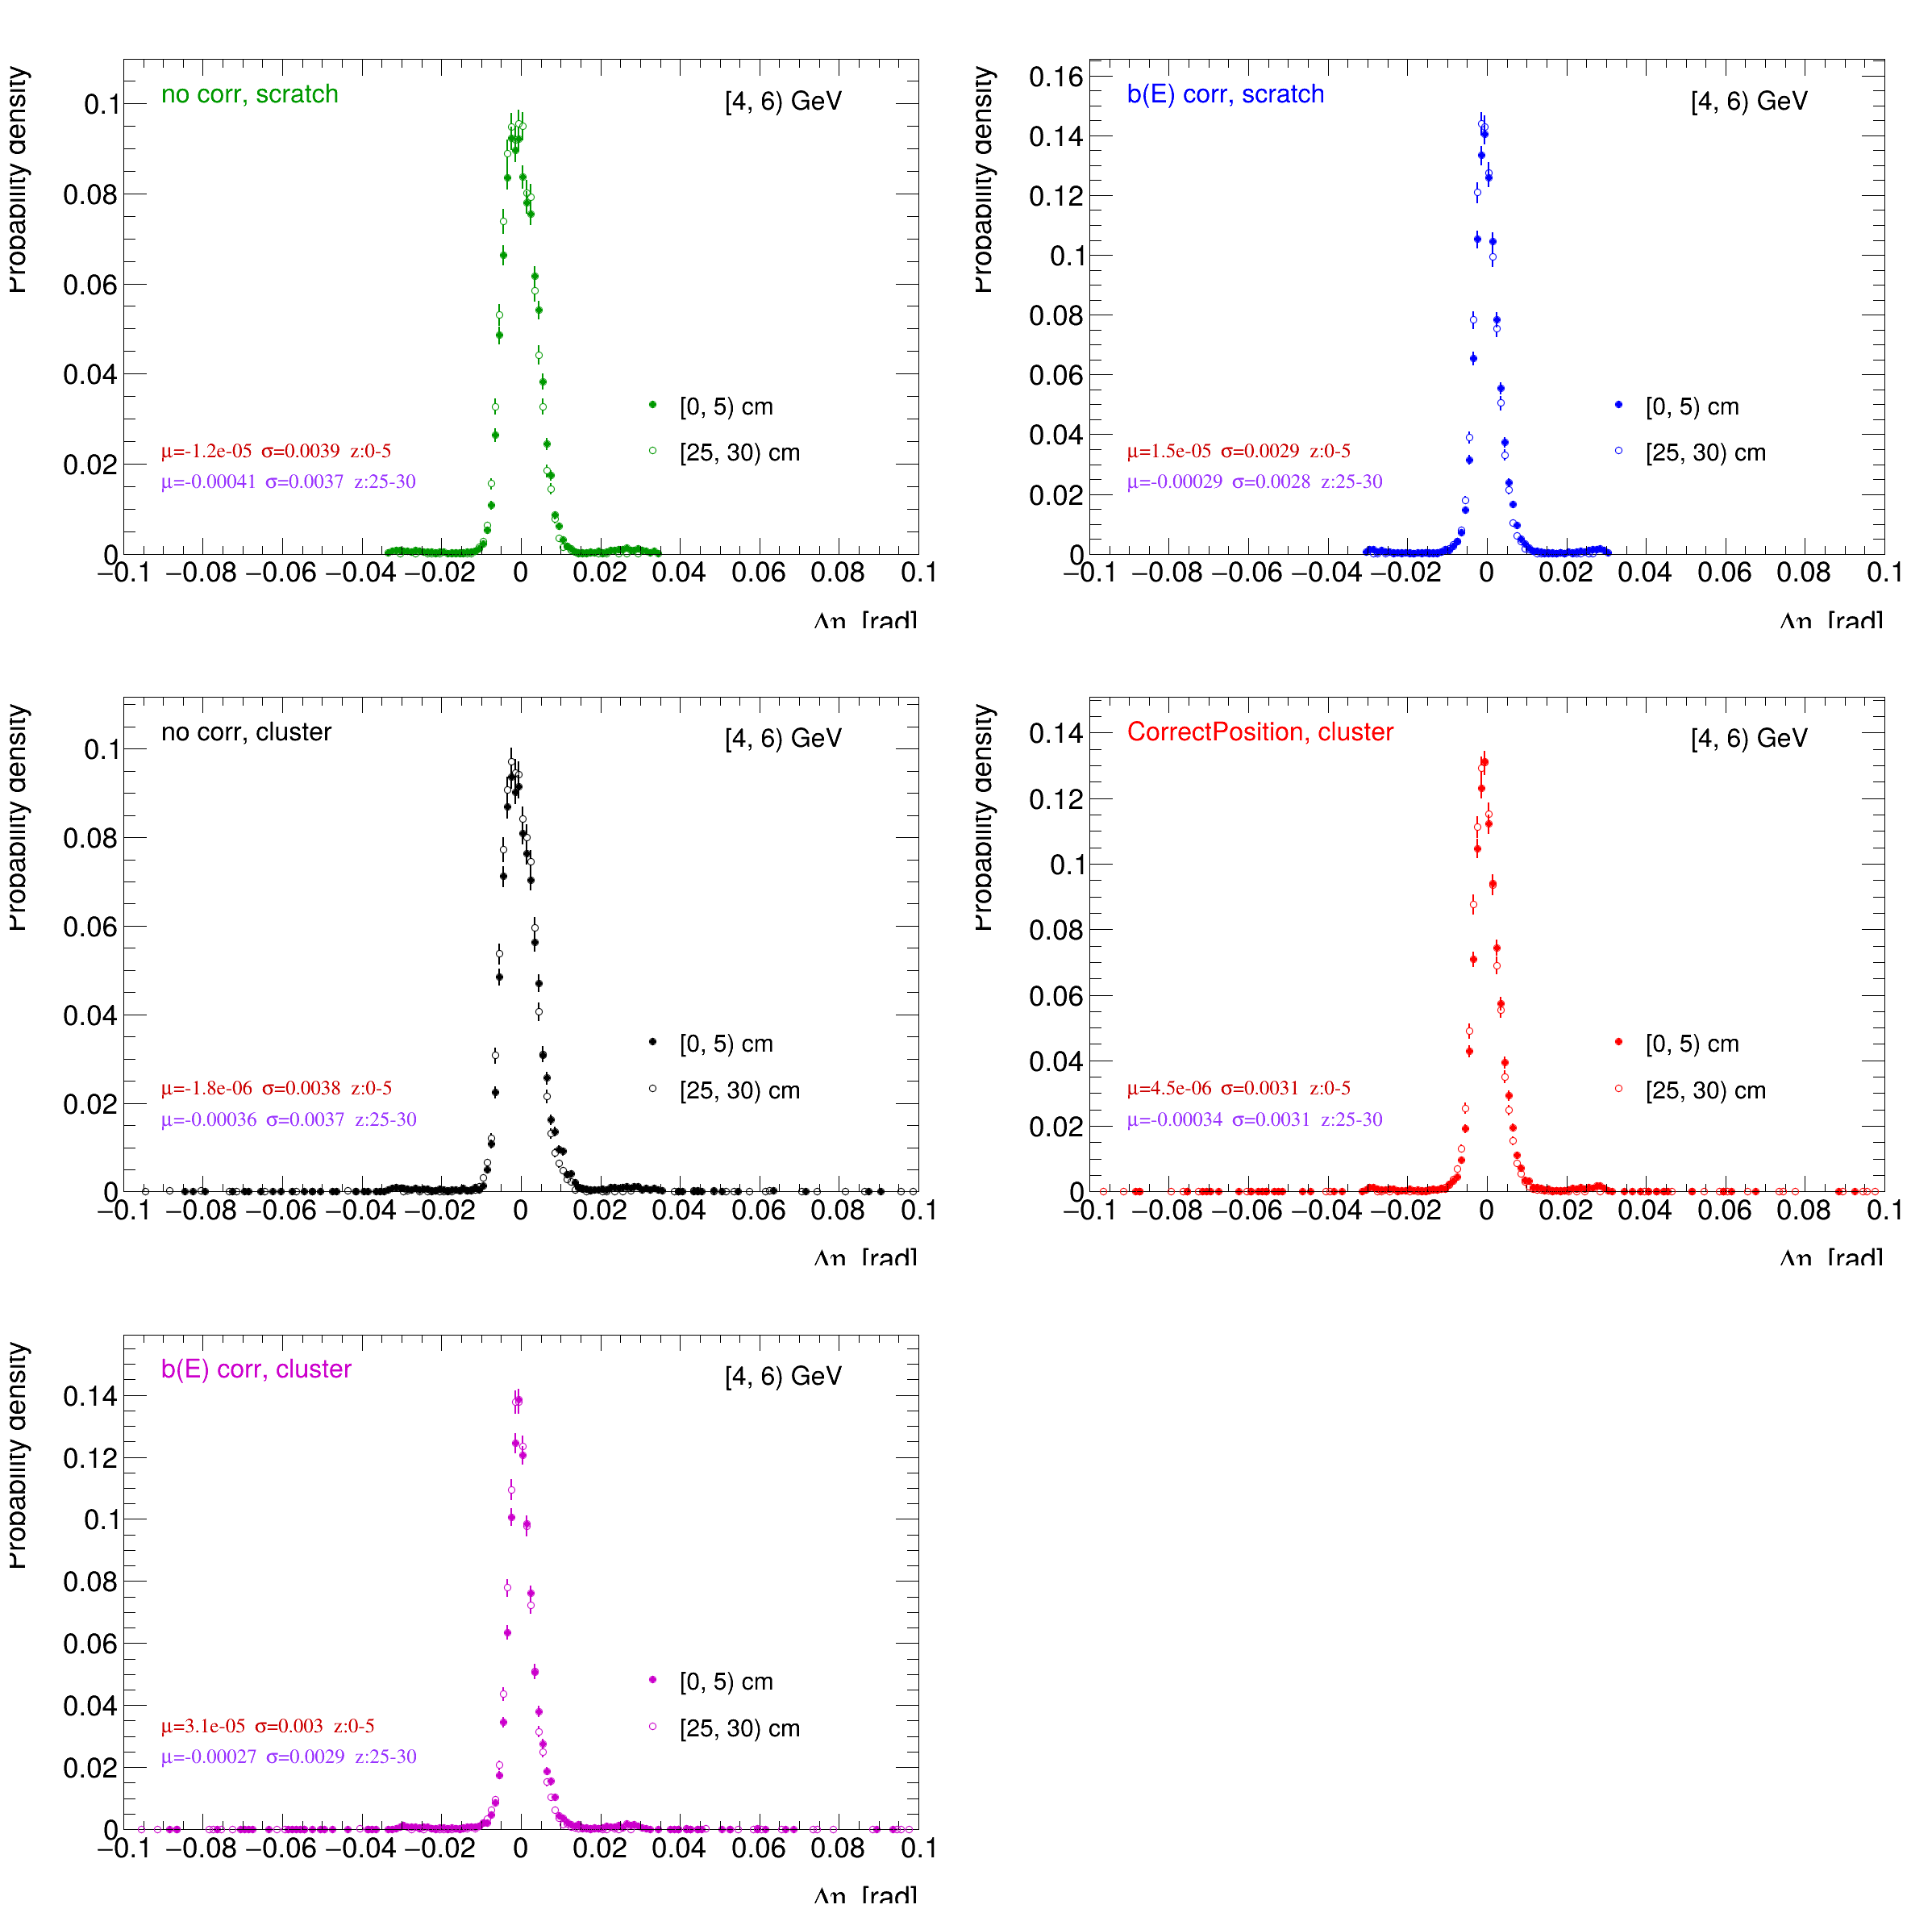 no corr, scratch
[4, 6) GeV
Probability density
0.1
0.08
0.06
0.04
0.02
0
[0, 5) cm
[25, 30) cm
μ=-1.2e-05 σ=0.0039 z:0-5
μ=-0.00041 σ=0.0037 z:25-30
−0.1 −0.08 −0.06 −0.04 −0.02 0 0.02 0.04 0.06 0.08 0.1
Δη [rad]
b(E) corr, scratch
[4, 6) GeV
Probability density
0.16
0.14
0.12
0.1
0.08
0.06
0.04
0.02
0
[0, 5) cm
[25, 30) cm
μ=1.5e-05 σ=0.0029 z:0-5
μ=-0.00029 σ=0.0028 z:25-30
−0.1 −0.08 −0.06 −0.04 −0.02 0 0.02 0.04 0.06 0.08 0.1
Δη [rad]
no corr, cluster
[4, 6) GeV
Probability density
0.1
0.08
0.06
0.04
0.02
0
[0, 5) cm
[25, 30) cm
μ=-1.8e-06 σ=0.0038 z:0-5
μ=-0.00036 σ=0.0037 z:25-30
−0.1 −0.08 −0.06 −0.04 −0.02 0 0.02 0.04 0.06 0.08 0.1
Δη [rad]
CorrectPosition, cluster
[4, 6) GeV
Probability density
0.14
0.12
0.1
0.08
0.06
0.04
0.02
0
[0, 5) cm
[25, 30) cm
μ=4.5e-06 σ=0.0031 z:0-5
μ=-0.00034 σ=0.0031 z:25-30
−0.1 −0.08 −0.06 −0.04 −0.02 0 0.02 0.04 0.06 0.08 0.1
Δη [rad]
b(E) corr, cluster
[4, 6) GeV
Probability density
0.14
0.12
0.1
0.08
0.06
0.04
0.02
0
[0, 5) cm
[25, 30) cm
μ=3.1e-05 σ=0.003 z:0-5
μ=-0.00027 σ=0.0029 z:25-30
−0.1 −0.08 −0.06 −0.04 −0.02 0 0.02 0.04 0.06 0.08 0.1
Δη [rad]